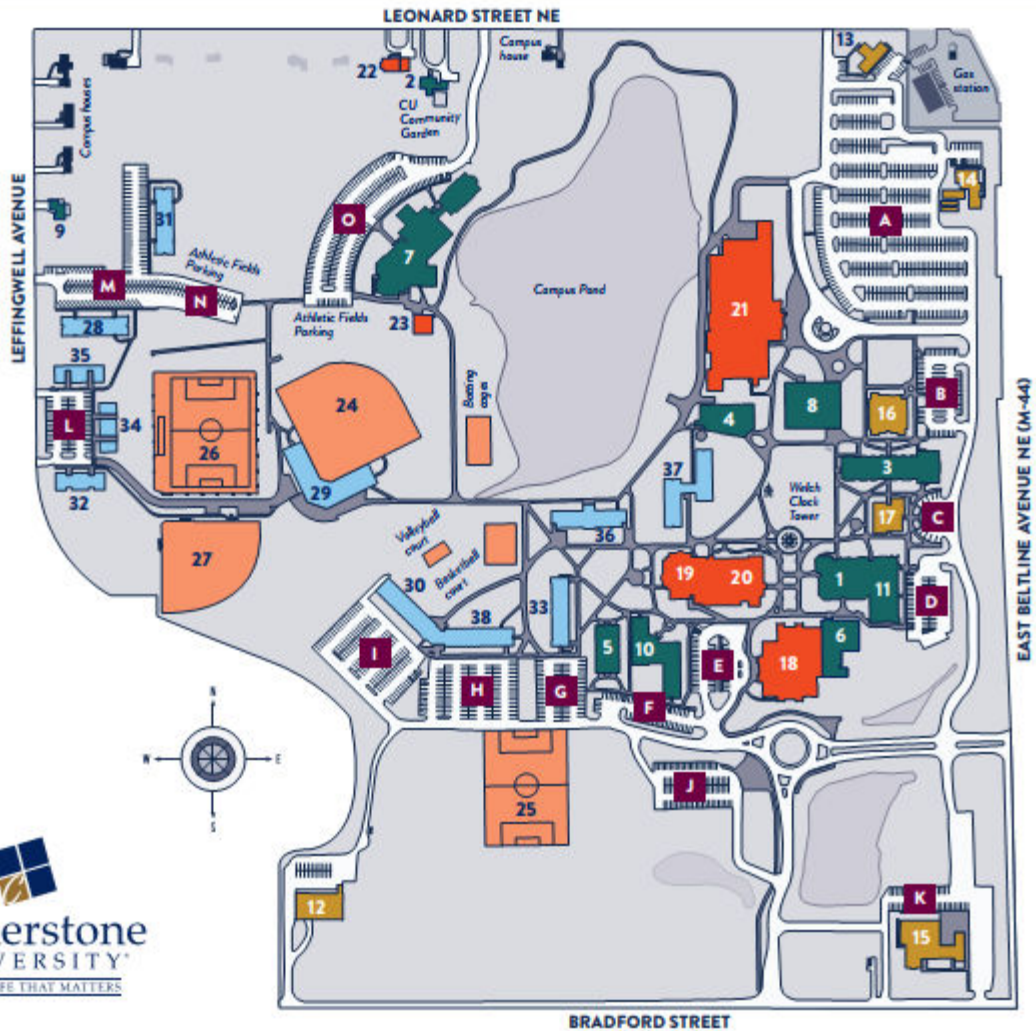 LEONARD STREET NE
Campus
house
13
22
2
Gas
station
CU
Community
Garden
Campus houses
14
31
O
A
9
7
LEFFINGWELL AVENUE
Athletic Fields
Parking
M
N
Campus Pond
21
28
Athletic Fields
Parking
23
35
24
Batting
cages
B
8
16
4
L
34
26
3
37
32
29
Welch
Clock
Tower
17
C
36
Volleyball
court
27
Basketball
court
30
19
20
1
11
33
D
EAST BELTLINE AVENUE NE (M-44)
38
I
5
10
6
E
18
H
G
F
N
W
E
S
J
25
K
12
15
erstone
VERSITY
FE THAT MATTERS
BRADFORD STREET